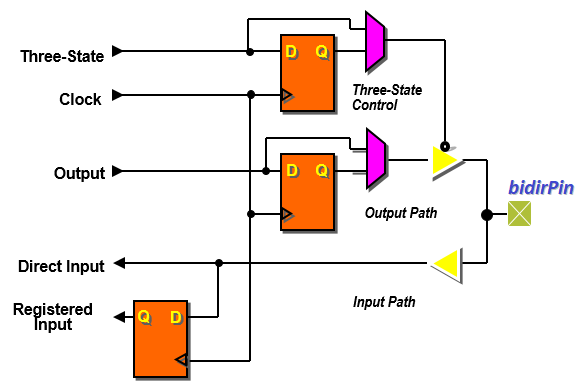 Three-State
D Q
Clock
Three-State
Control
Output
D Q
Output Path
bidirPin
Direct Input
Registered
Input
Q D
Input Path